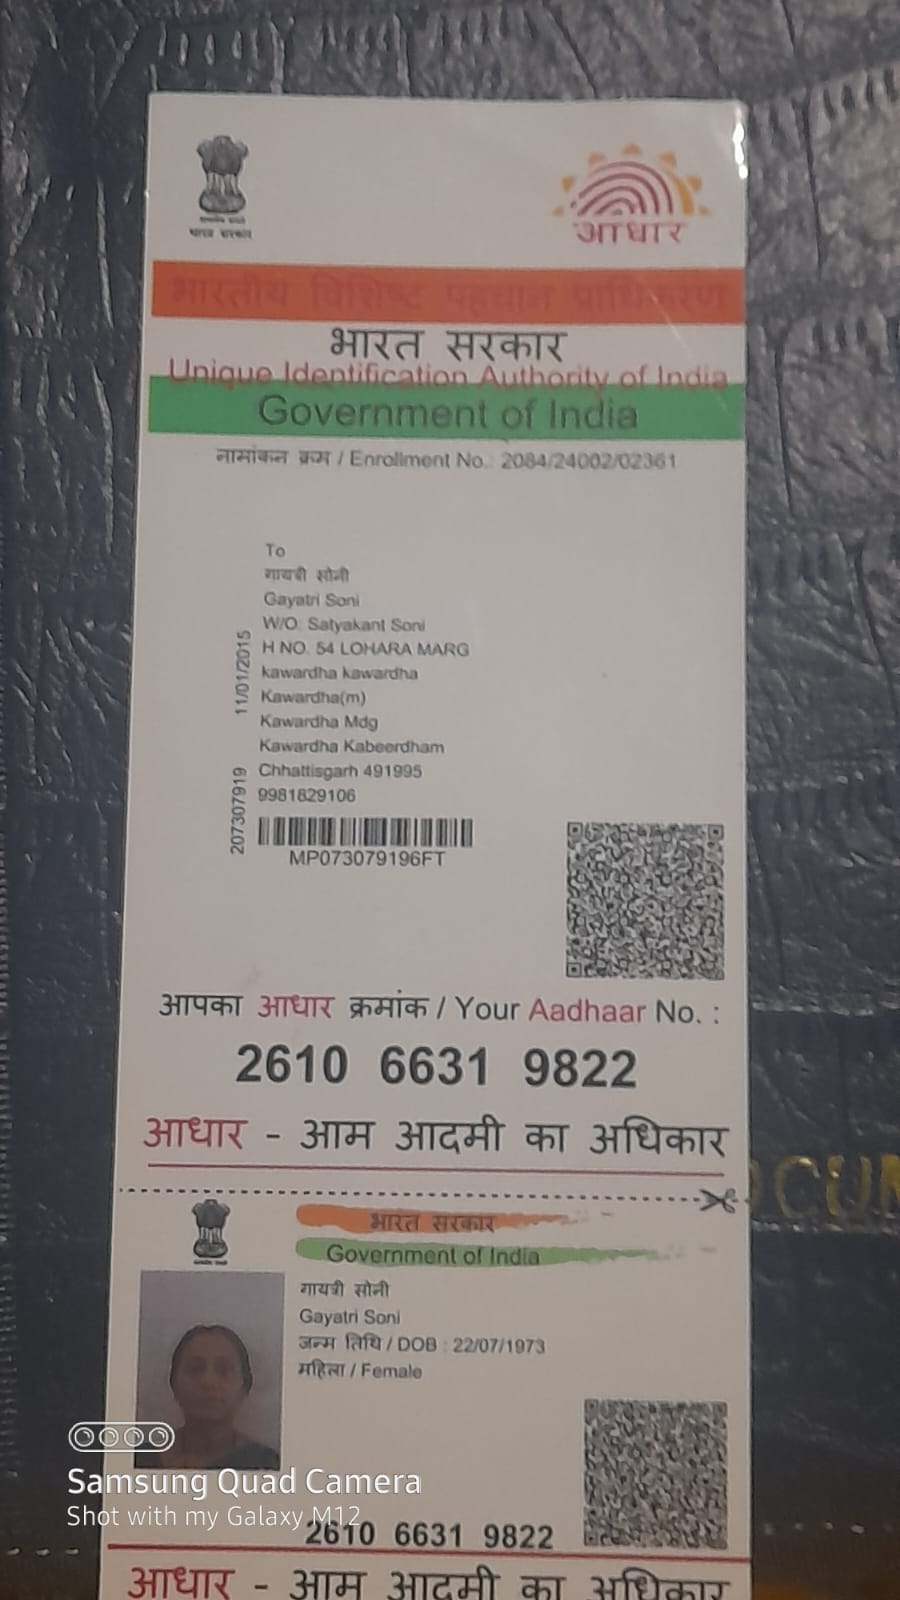 भारत सरकार
आधार
भारतीय विशिष्ट पहचान प्राधिकरण
भारत सरकार
Unique Identification Authority of India
Government of India
नामांकन क्रम / Enrollment No.: 2084/24002/02361
To
गायत्री सोनी
Gayatri Soni
W/O: Satyakant Soni
H NO. 54 LOHARA MARG
kawardha kawardha
Kawardha(m)
Kawardha Mdg
Kawardha Kabeerdham
Chhattisgarh 491995
9981829106
11/01/2015
207307919
MP073079196FT
आपका आधार क्रमांक / Your Aadhaar No. :
2610 6631 9822
आधार - आम आदमी का अधिकार
OCUM
भारत सरकार
Government of India
गायत्री सोनी
Gayatri Soni
जन्म तिथि / DOB : 22/07/1973
महिला / Female
Samsung Quad Camera
Shot with my Galaxy M12
2610 6631 9822
आधार - आम आदमी का अधिकार